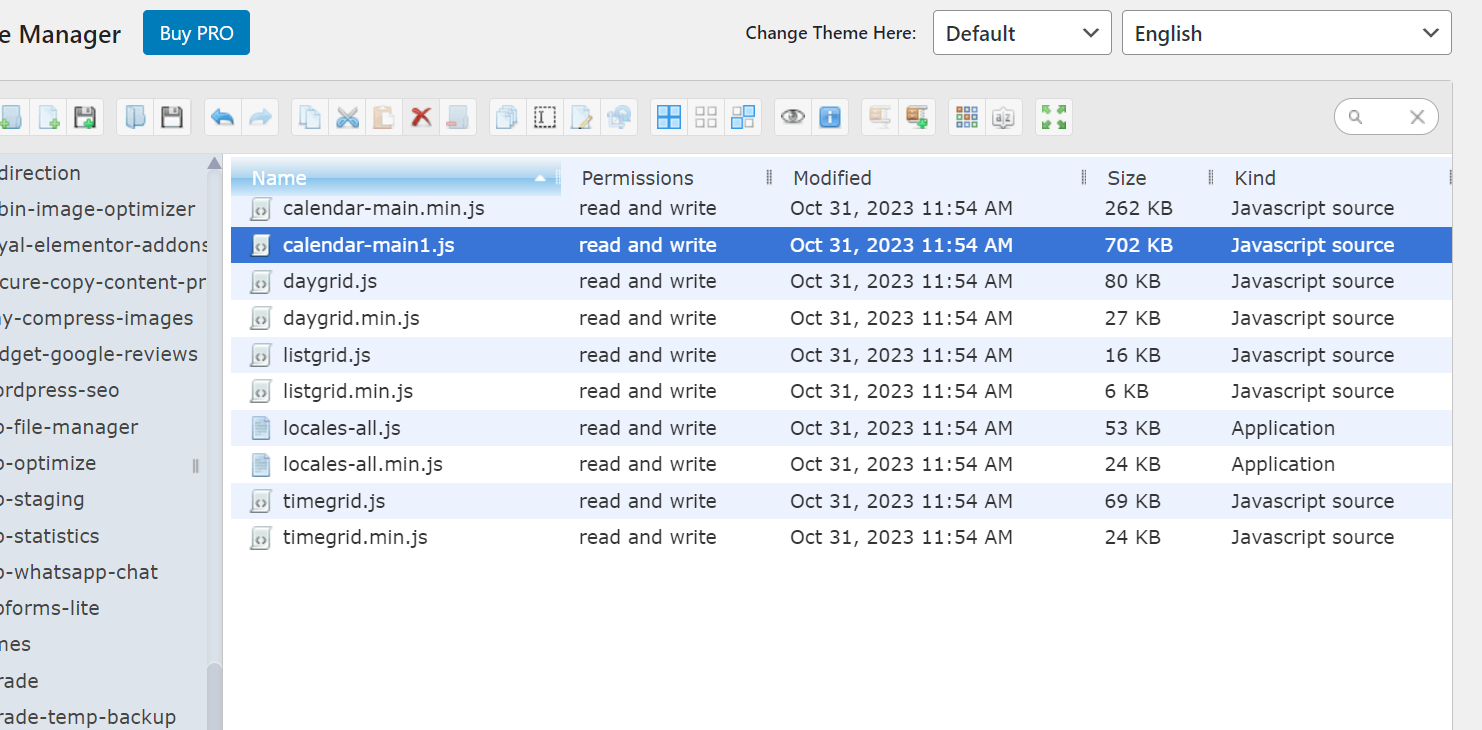 e Manager Buy PRO Change Theme Here: Default English
Name Permissions Modified Size Kind
calendar-main.min.js read and write Oct 31, 2023 11:54 AM 262 KB Javascript source
calendar-main1.js read and write Oct 31, 2023 11:54 AM 702 KB Javascript source
daygrid.js read and write Oct 31, 2023 11:54 AM 80 KB Javascript source
daygrid.min.js read and write Oct 31, 2023 11:54 AM 27 KB Javascript source
listgrid.js read and write Oct 31, 2023 11:54 AM 16 KB Javascript source
listgrid.min.js read and write Oct 31, 2023 11:54 AM 6 KB Javascript source
locales-all.js read and write Oct 31, 2023 11:54 AM 53 KB Application
locales-all.min.js read and write Oct 31, 2023 11:54 AM 24 KB Application
timegrid.js read and write Oct 31, 2023 11:54 AM 69 KB Javascript source
timegrid.min.js read and write Oct 31, 2023 11:54 AM 24 KB Javascript source
direction
bin-image-optimizer
yal-elementor-addons
cure-copy-content-pr
y-compress-images
dget-google-reviews
ordpress-seo
o-file-manager
o-optimize
o-staging
o-statistics
o-whatsapp-chat
oforms-lite
mes
rade
rade-temp-backup